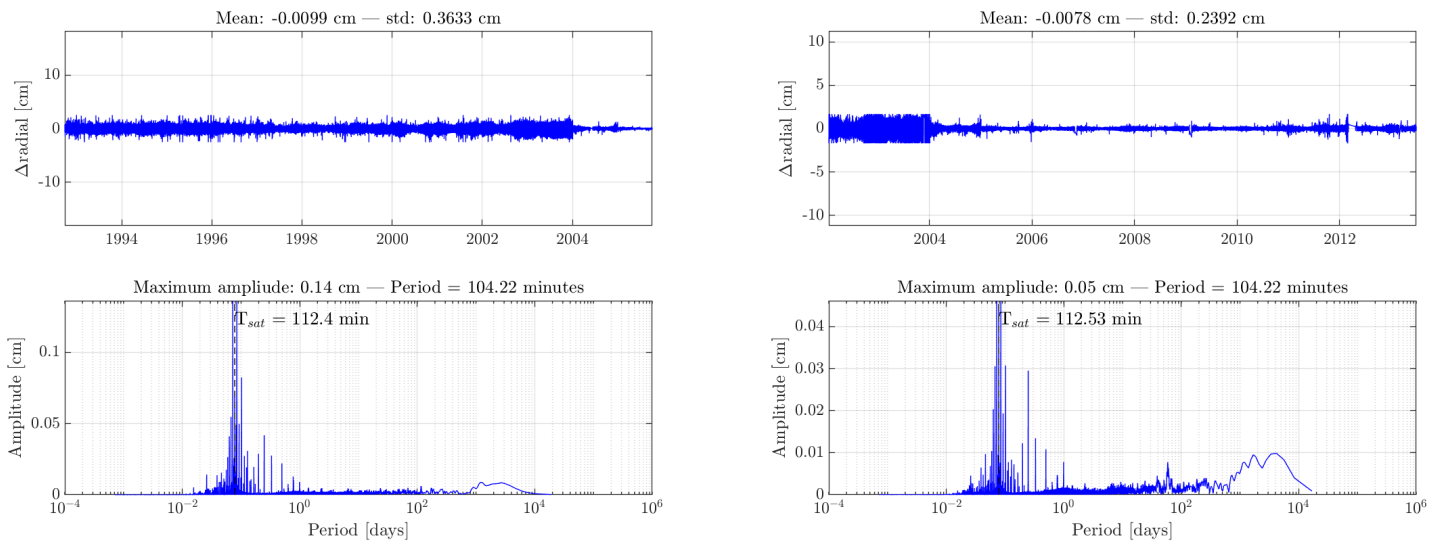 Mean: -0.0099 cm — std: 0.3633 cm
Δradial [cm]
10
0
-10
1994 1996 1998 2000 2002 2004
Mean: -0.0078 cm — std: 0.2392 cm
Δradial [cm]
10
5
0
-5
-10
2004 2006 2008 2010 2012
Maximum ampliude: 0.14 cm — Period = 104.22 minutes
T_sat = 112.4 min
Amplitude [cm]
0.1
0.05
0
10^-4 10^-2 10^0 10^2 10^4 10^6
Period [days]
Maximum ampliude: 0.05 cm — Period = 104.22 minutes
T_sat = 112.53 min
Amplitude [cm]
0.04
0.03
0.02
0.01
0
10^-4 10^-2 10^0 10^2 10^4 10^6
Period [days]